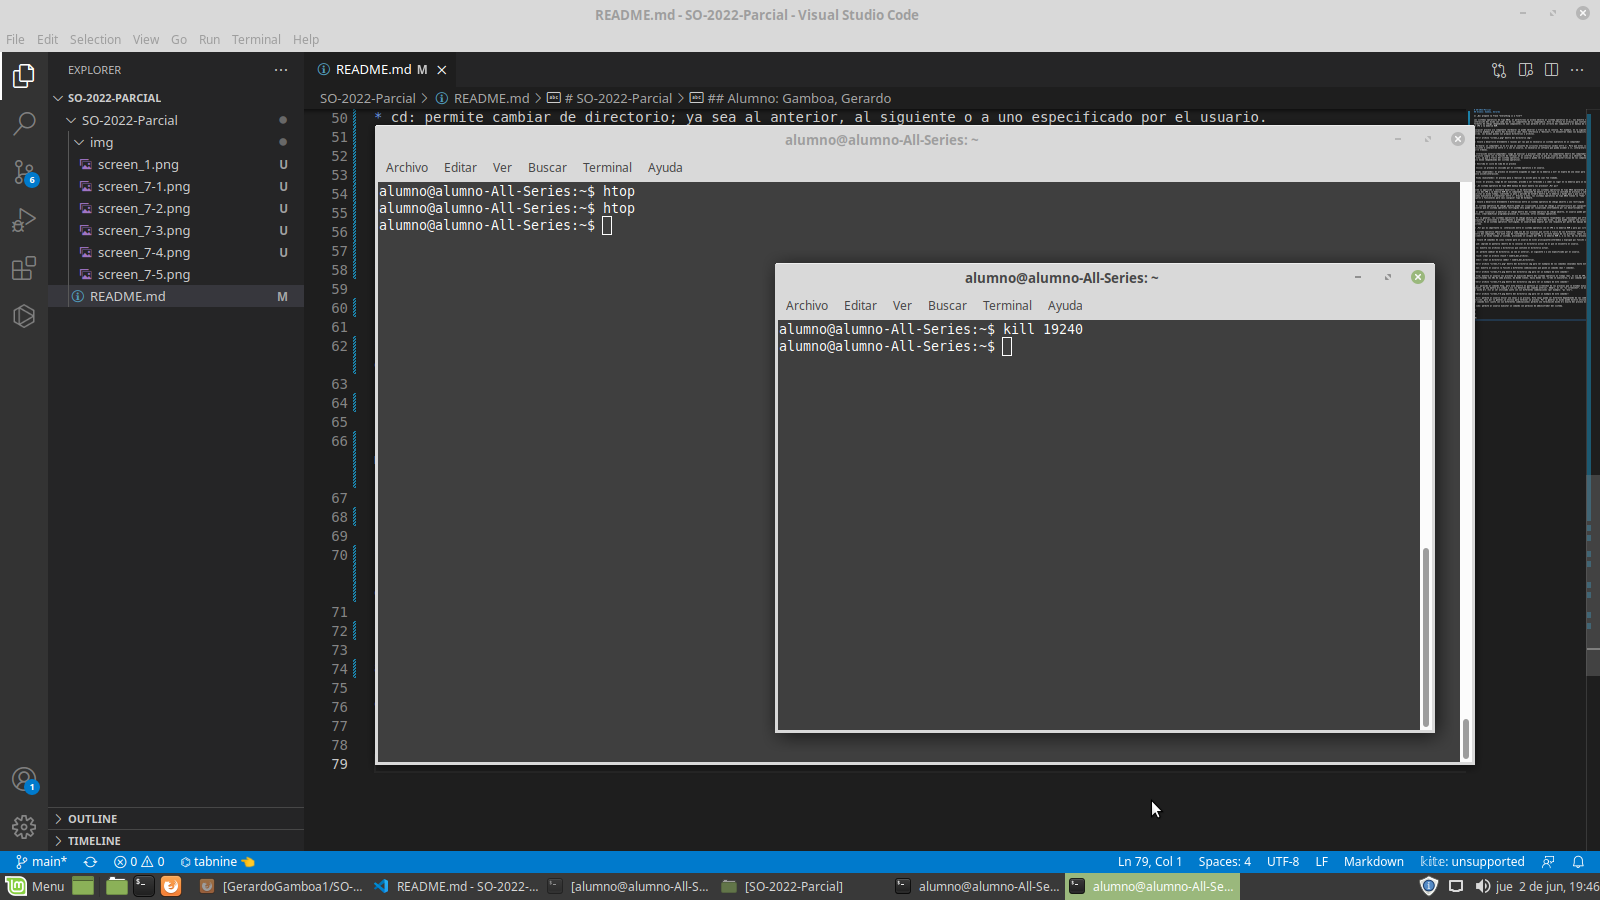 README.md - SO-2022-Parcial - Visual Studio Code
File Edit Selection View Go Run Terminal Help
EXPLORER
README.md M
SO-2022-PARCIAL
SO-2022-Parcial > README.md > # SO-2022-Parcial > ## Alumno: Gamboa, Gerardo
SO-2022-Parcial
img
screen_1.png U
screen_7-1.png U
screen_7-2.png U
screen_7-3.png U
screen_7-4.png U
screen_7-5.png
README.md M
50 * cd: permite cambiar de directorio; ya sea al anterior, al siguiente o a uno especificado por el usuario.
51
52
53
54
55
56
57
58
59
60
61
62
63
64
65
66
67
68
69
70
71
72
73
74
75
76
77
78
79
alumno@alumno-All-Series: ~
Archivo Editar Ver Buscar Terminal Ayuda
alumno@alumno-All-Series:~$ htop
alumno@alumno-All-Series:~$ htop
alumno@alumno-All-Series:~$
alumno@alumno-All-Series: ~
Archivo Editar Ver Buscar Terminal Ayuda
alumno@alumno-All-Series:~$ kill 19240
alumno@alumno-All-Series:~$
6
1
OUTLINE
TIMELINE
main* 0 0 tabnine Ln 79, Col 1 Spaces: 4 UTF-8 LF Markdown kite: unsupported
Menu [GerardoGamboa1/SO-... README.md - SO-2022-... [alumno@alumno-All-S... [SO-2022-Parcial] alumno@alumno-All-Se... alumno@alumno-All-Se... jue 2 de jun, 19:46